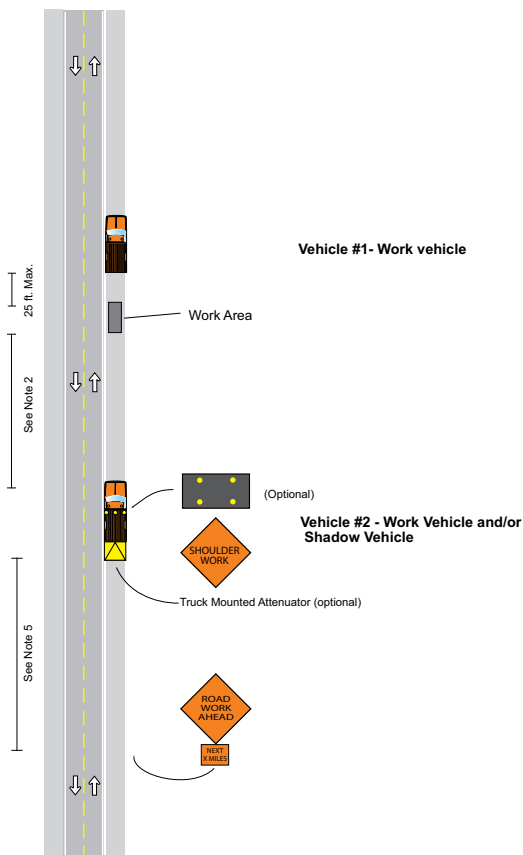 Vehicle #1- Work vehicle
25 ft. Max.
Work Area
See Note 2
(Optional)
Vehicle #2 - Work Vehicle and/or
Shadow Vehicle
SHOULDER
WORK
Truck Mounted Attenuator (optional)
See Note 5
ROAD
WORK
AHEAD
NEXT
X MILES